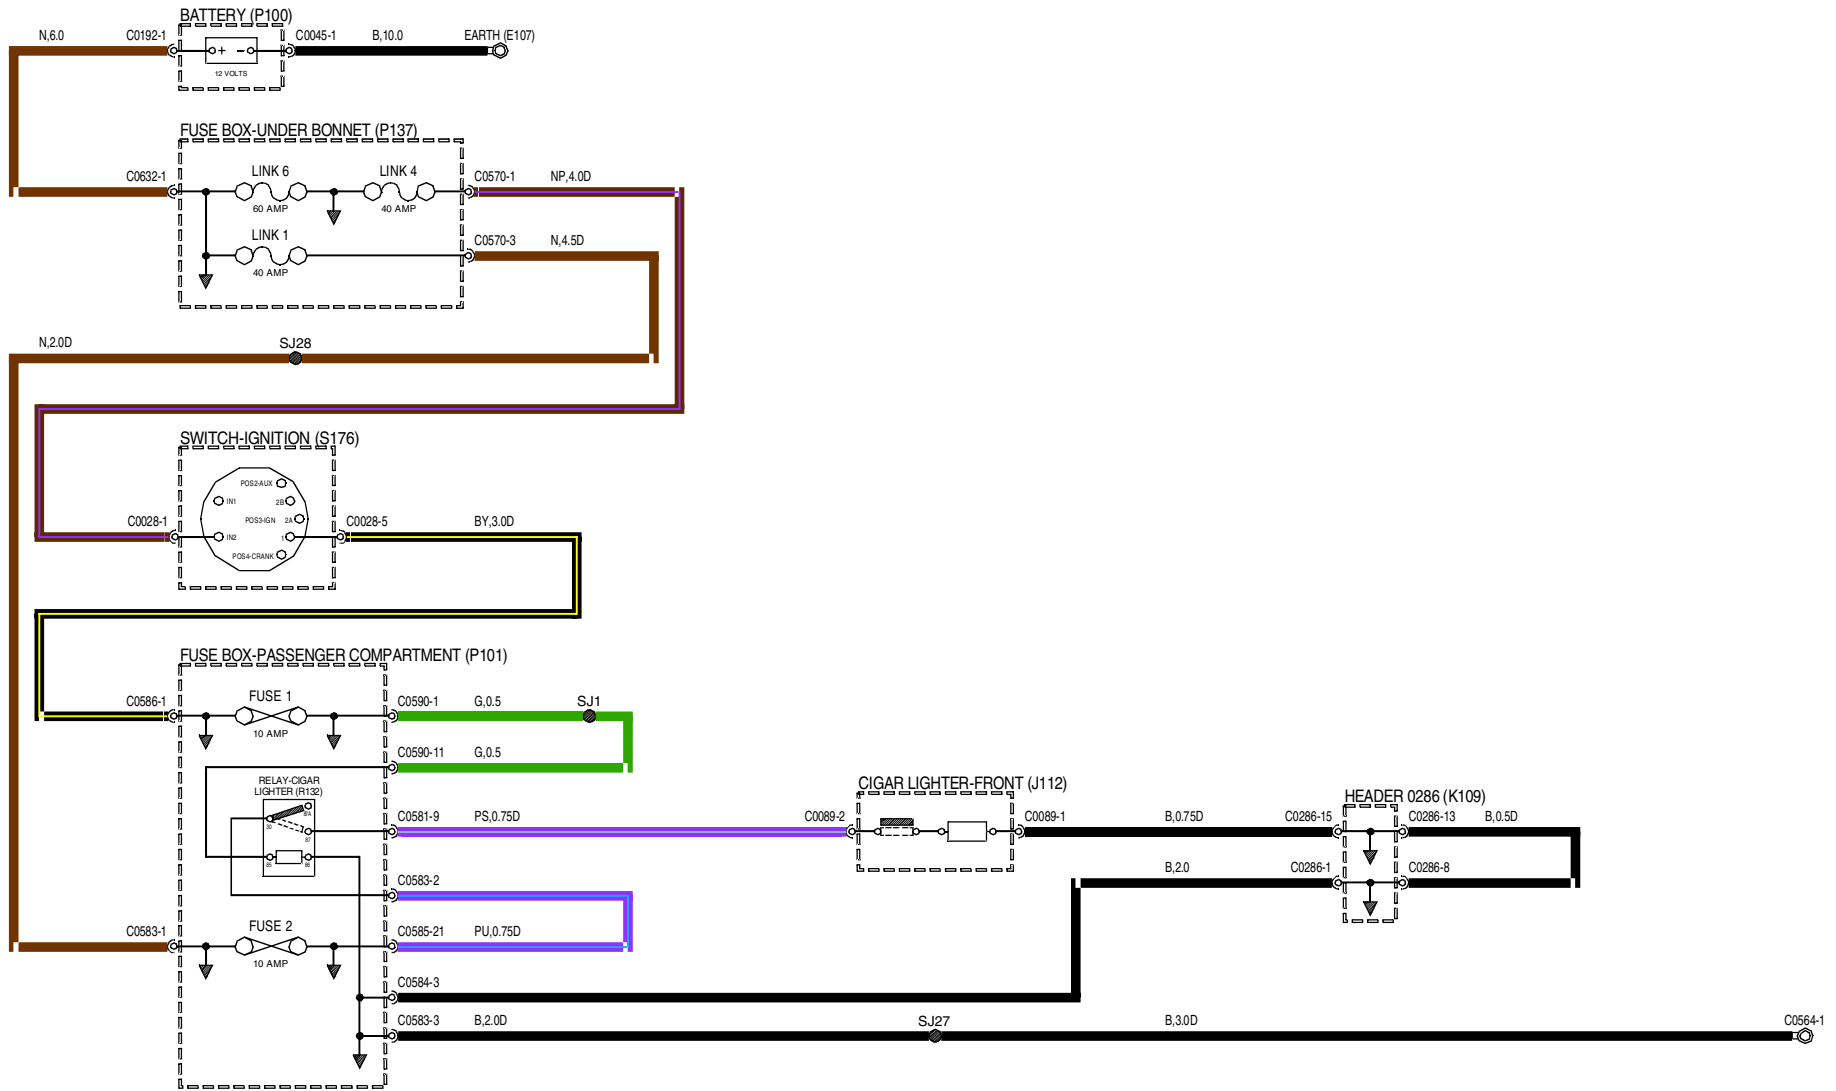 BATTERY (P100)
N,6.0
C0192-1
C0045-1
B,10.0
EARTH (E107)
+ -
12 VOLTS
FUSE BOX-UNDER BONNET (P137)
C0632-1
LINK 6
60 AMP
LINK 4
40 AMP
C0570-1
NP,4.0D
LINK 1
40 AMP
C0570-3
N,4.5D
N,2.0D
SJ28
SWITCH-IGNITION (S176)
POS2-AUX
IN1
2B
POS3-IGN
2A
C0028-1
IN2
1
C0028-5
BY,3.0D
POS4-CRANK
FUSE BOX-PASSENGER COMPARTMENT (P101)
C0586-1
FUSE 1
10 AMP
C0590-1
G,0.5
SJ1
C0590-11
G,0.5
RELAY-CIGAR
LIGHTER (R132)
87A
30
87
85
86
C0581-9
PS,0.75D
C0089-2
CIGAR LIGHTER-FRONT (J112)
C0089-1
B,0.75D
C0286-15
HEADER 0286 (K109)
C0286-13
B,0.5D
B,2.0
C0286-1
C0286-8
C0583-2
C0583-1
FUSE 2
10 AMP
C0585-21
PU,0.75D
C0584-3
C0583-3
B,2.0D
SJ27
B,3.0D
C0564-1